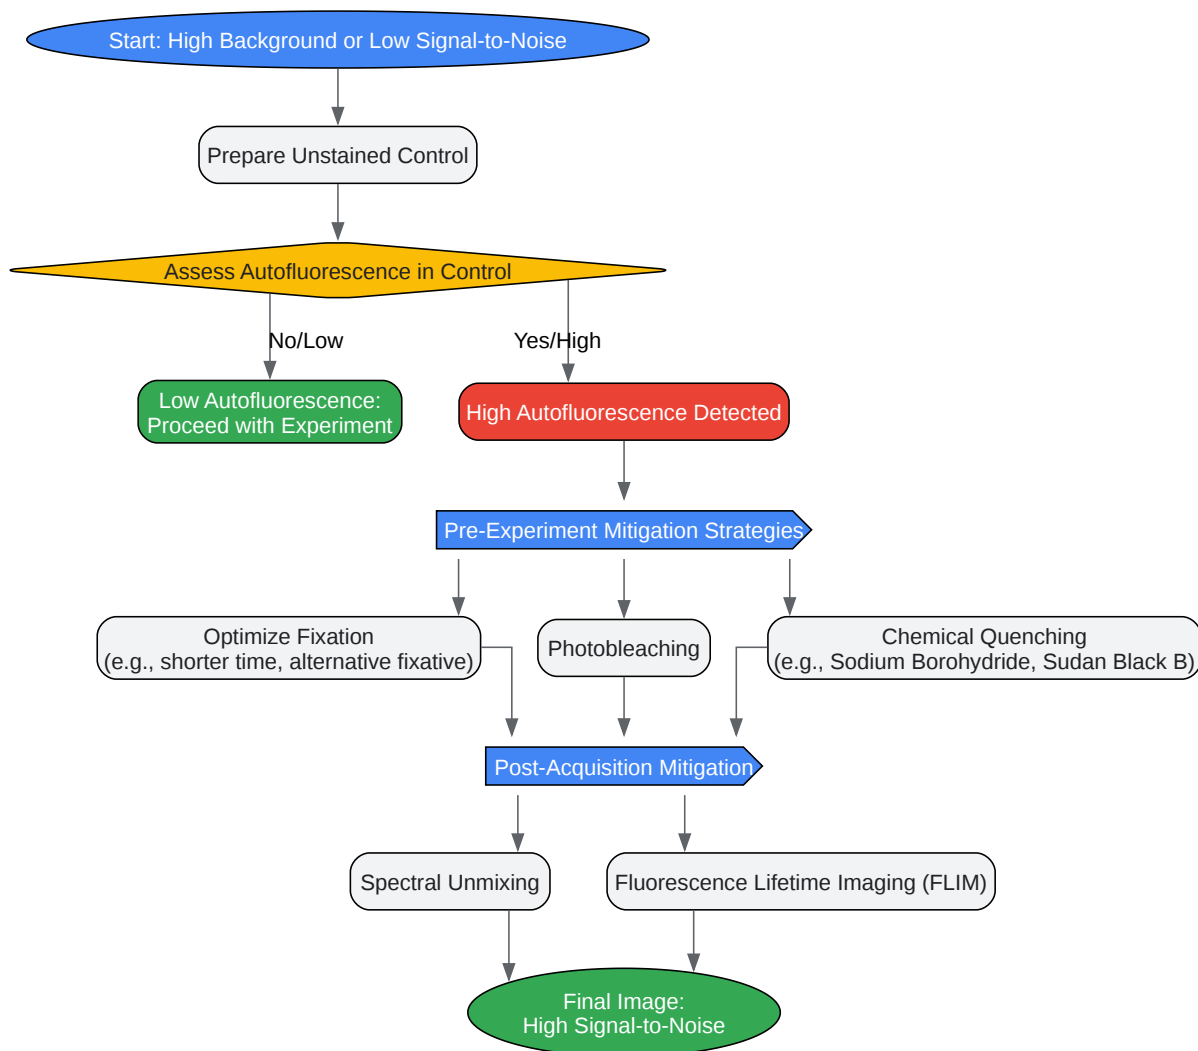 Start: High Background or Low Signal-to-Noise
Prepare Unstained Control
Assess Autofluorescence in Control
No/Low
Yes/High
Low Autofluorescence:
Proceed with Experiment
High Autofluorescence Detected
Pre-Experiment Mitigation Strategies
Optimize Fixation
(e.g., shorter time, alternative fixative)
Photobleaching
Chemical Quenching
(e.g., Sodium Borohydride, Sudan Black B)
Post-Acquisition Mitigation
Spectral Unmixing
Fluorescence Lifetime Imaging (FLIM)
Final Image:
High Signal-to-Noise